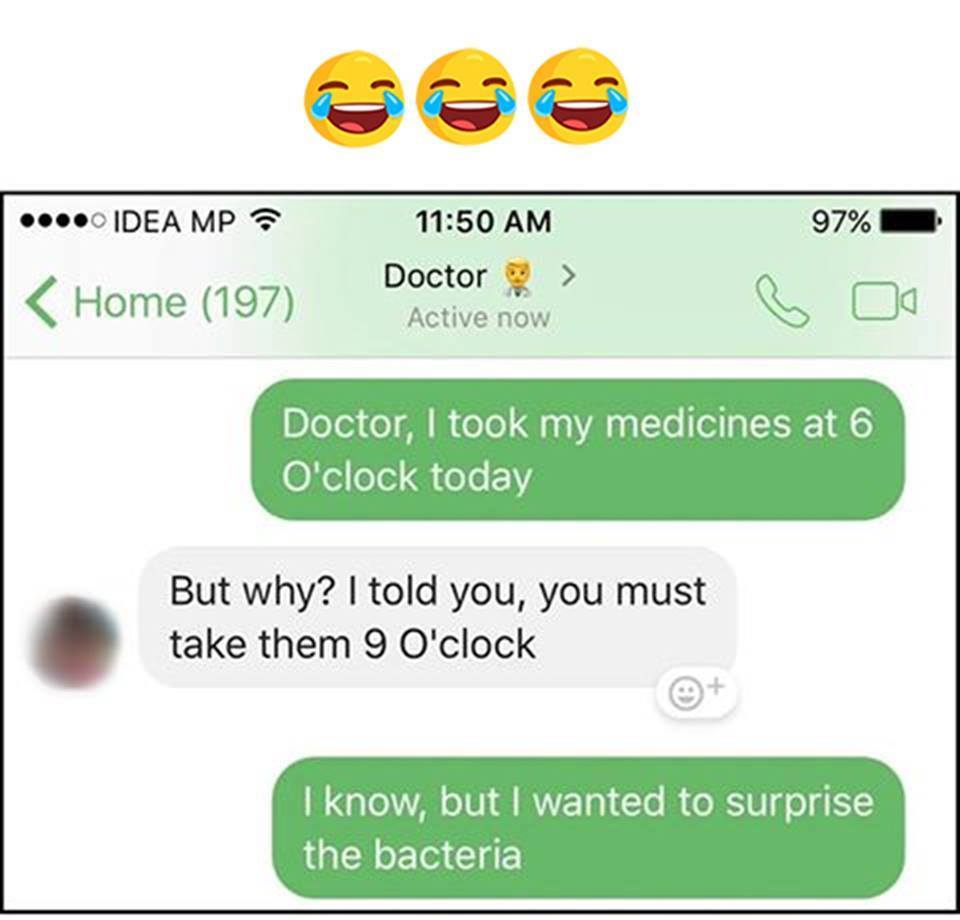 IDEA MP 11:50 AM 97%
Home (197) Doctor >
Active now
Doctor, I took my medicines at 6
O'clock today
But why? I told you, you must
take them 9 O'clock
I know, but I wanted to surprise
the bacteria